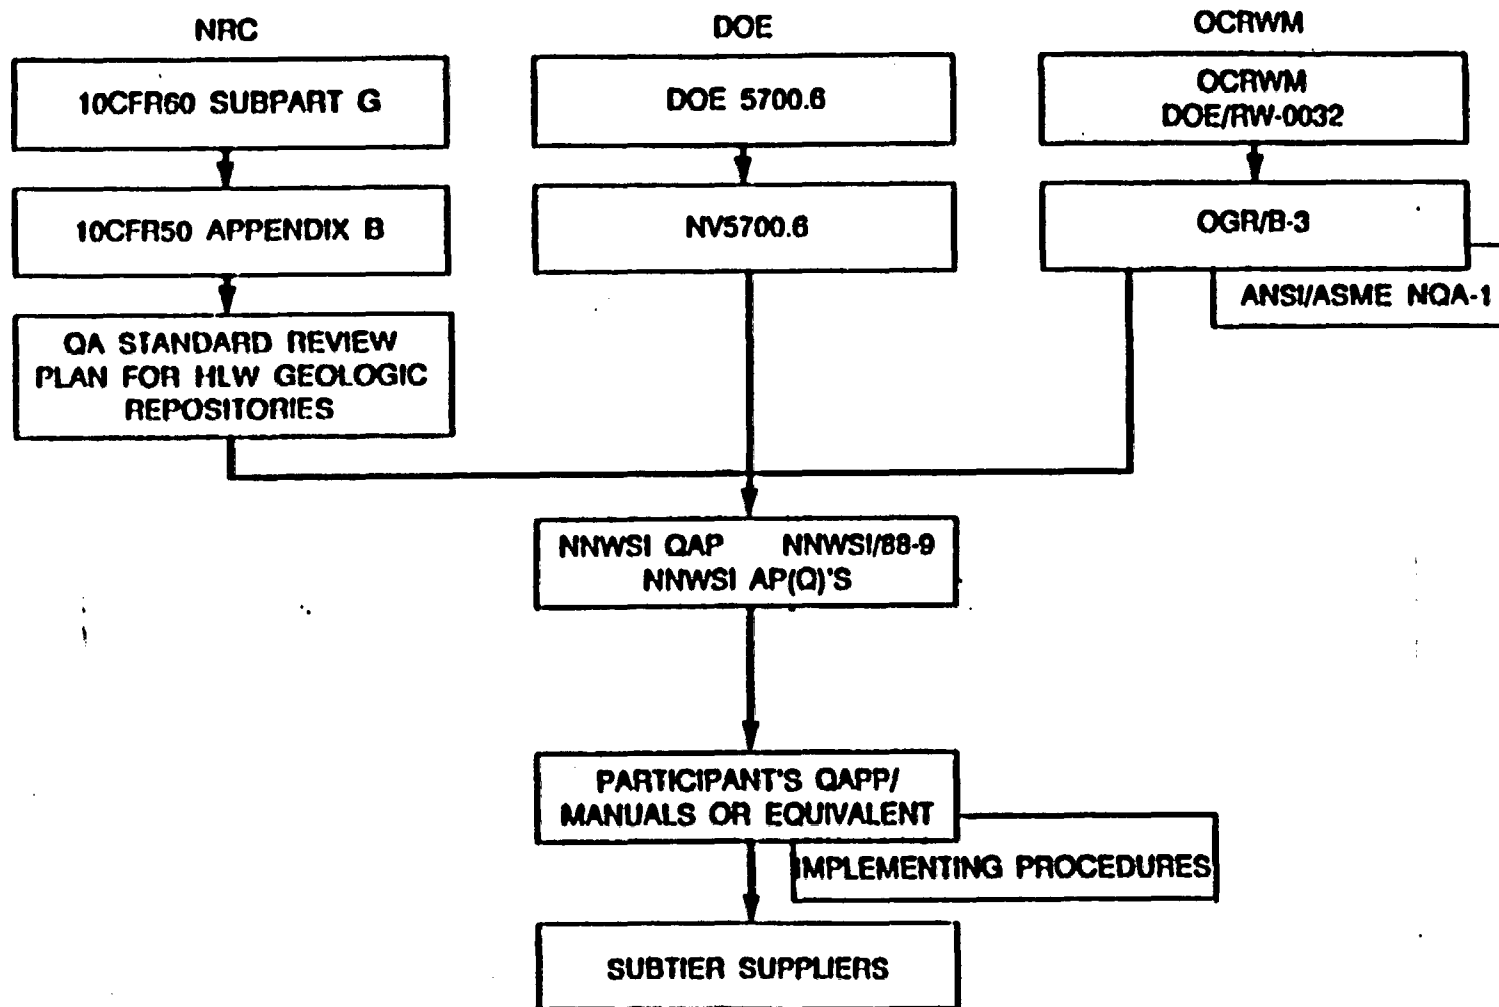 NRC
10CFR60 SUBPART G
10CFR50 APPENDIX B
QA STANDARD REVIEW
PLAN FOR HLW GEOLOGIC
REPOSITORIES
DOE
DOE 5700.6
NV5700.6
OCRWM
OCRWM
DOE/RW-0032
OGR/B-3
ANSI/ASME NQA-1
NNWSI QAP NNWSI/88-9
NNWSI AP(Q)'S
PARTICIPANT'S QAPP/
MANUALS OR EQUIVALENT
IMPLEMENTING PROCEDURES
SUBTIER SUPPLIERS